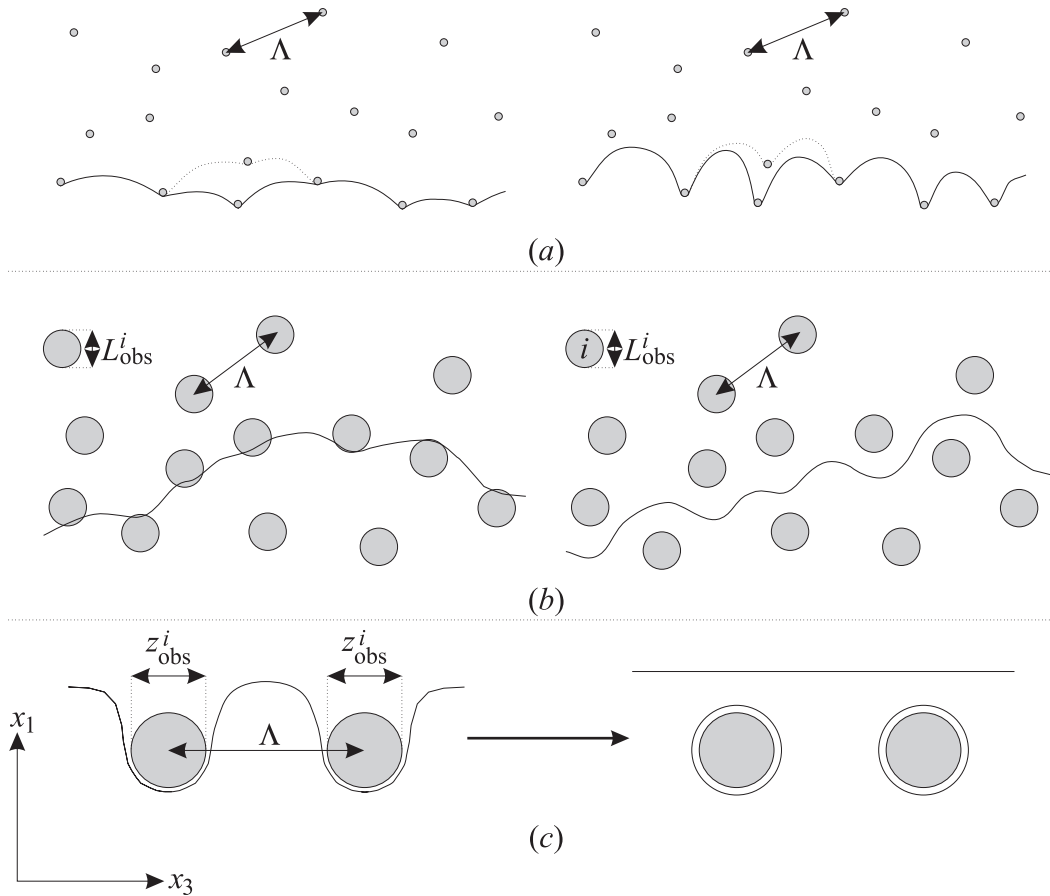 Λ
Λ
(a)
L^i_obs
Λ
i
L^i_obs
Λ
(b)
z^i_obs
z^i_obs
x_1
Λ
(c)
x_3